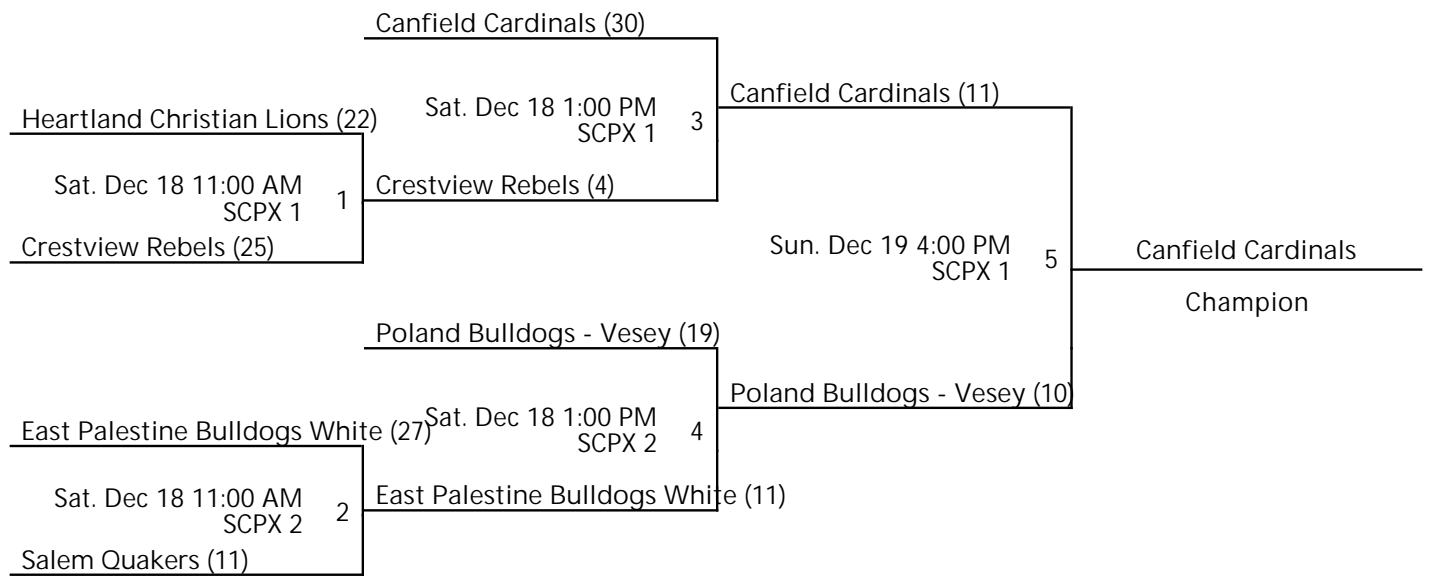 Canfield Cardinals (30)
Heartland Christian Lions (22)
Sat. Dec 18 1:00 PM
SCPX 1
3
Canfield Cardinals (11)
Sat. Dec 18 11:00 AM
SCPX 1
1
Crestview Rebels (4)
Crestview Rebels (25)
Sun. Dec 19 4:00 PM
SCPX 1
5
Canfield Cardinals
Champion
Poland Bulldogs - Vesey (19)
East Palestine Bulldogs White (27)
Sat. Dec 18 1:00 PM
SCPX 2
4
Poland Bulldogs - Vesey (10)
Sat. Dec 18 11:00 AM
SCPX 2
2
East Palestine Bulldogs White (11)
Salem Quakers (11)